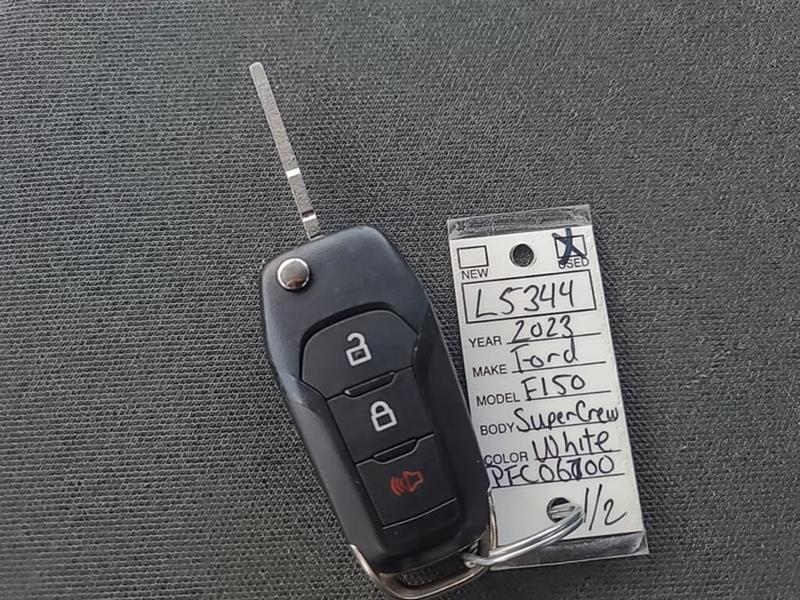 NEW
USED
L5344
YEAR 2023
MAKE Ford
MODEL F150
BODY SuperCrew
COLOR White
1/2